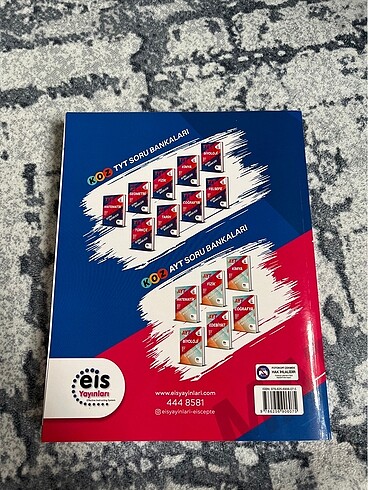 KOZ TYT SORU BANKALARI
BİYOLOJİ
KİMYA
FİZİK
GEOMETRİ
MATEMATİK
FELSEFE
COĞRAFYA
TARİH
TÜRKÇE
KOZ AYT SORU BANKALARI
KİMYA
FİZİK
MATEMATİK
COĞRAFYA
EDEBİYAT
BİYOLOJİ
eis
Yayınları
www.eisyayinlari.com
444 8581
eisyayinlari-eiscepte